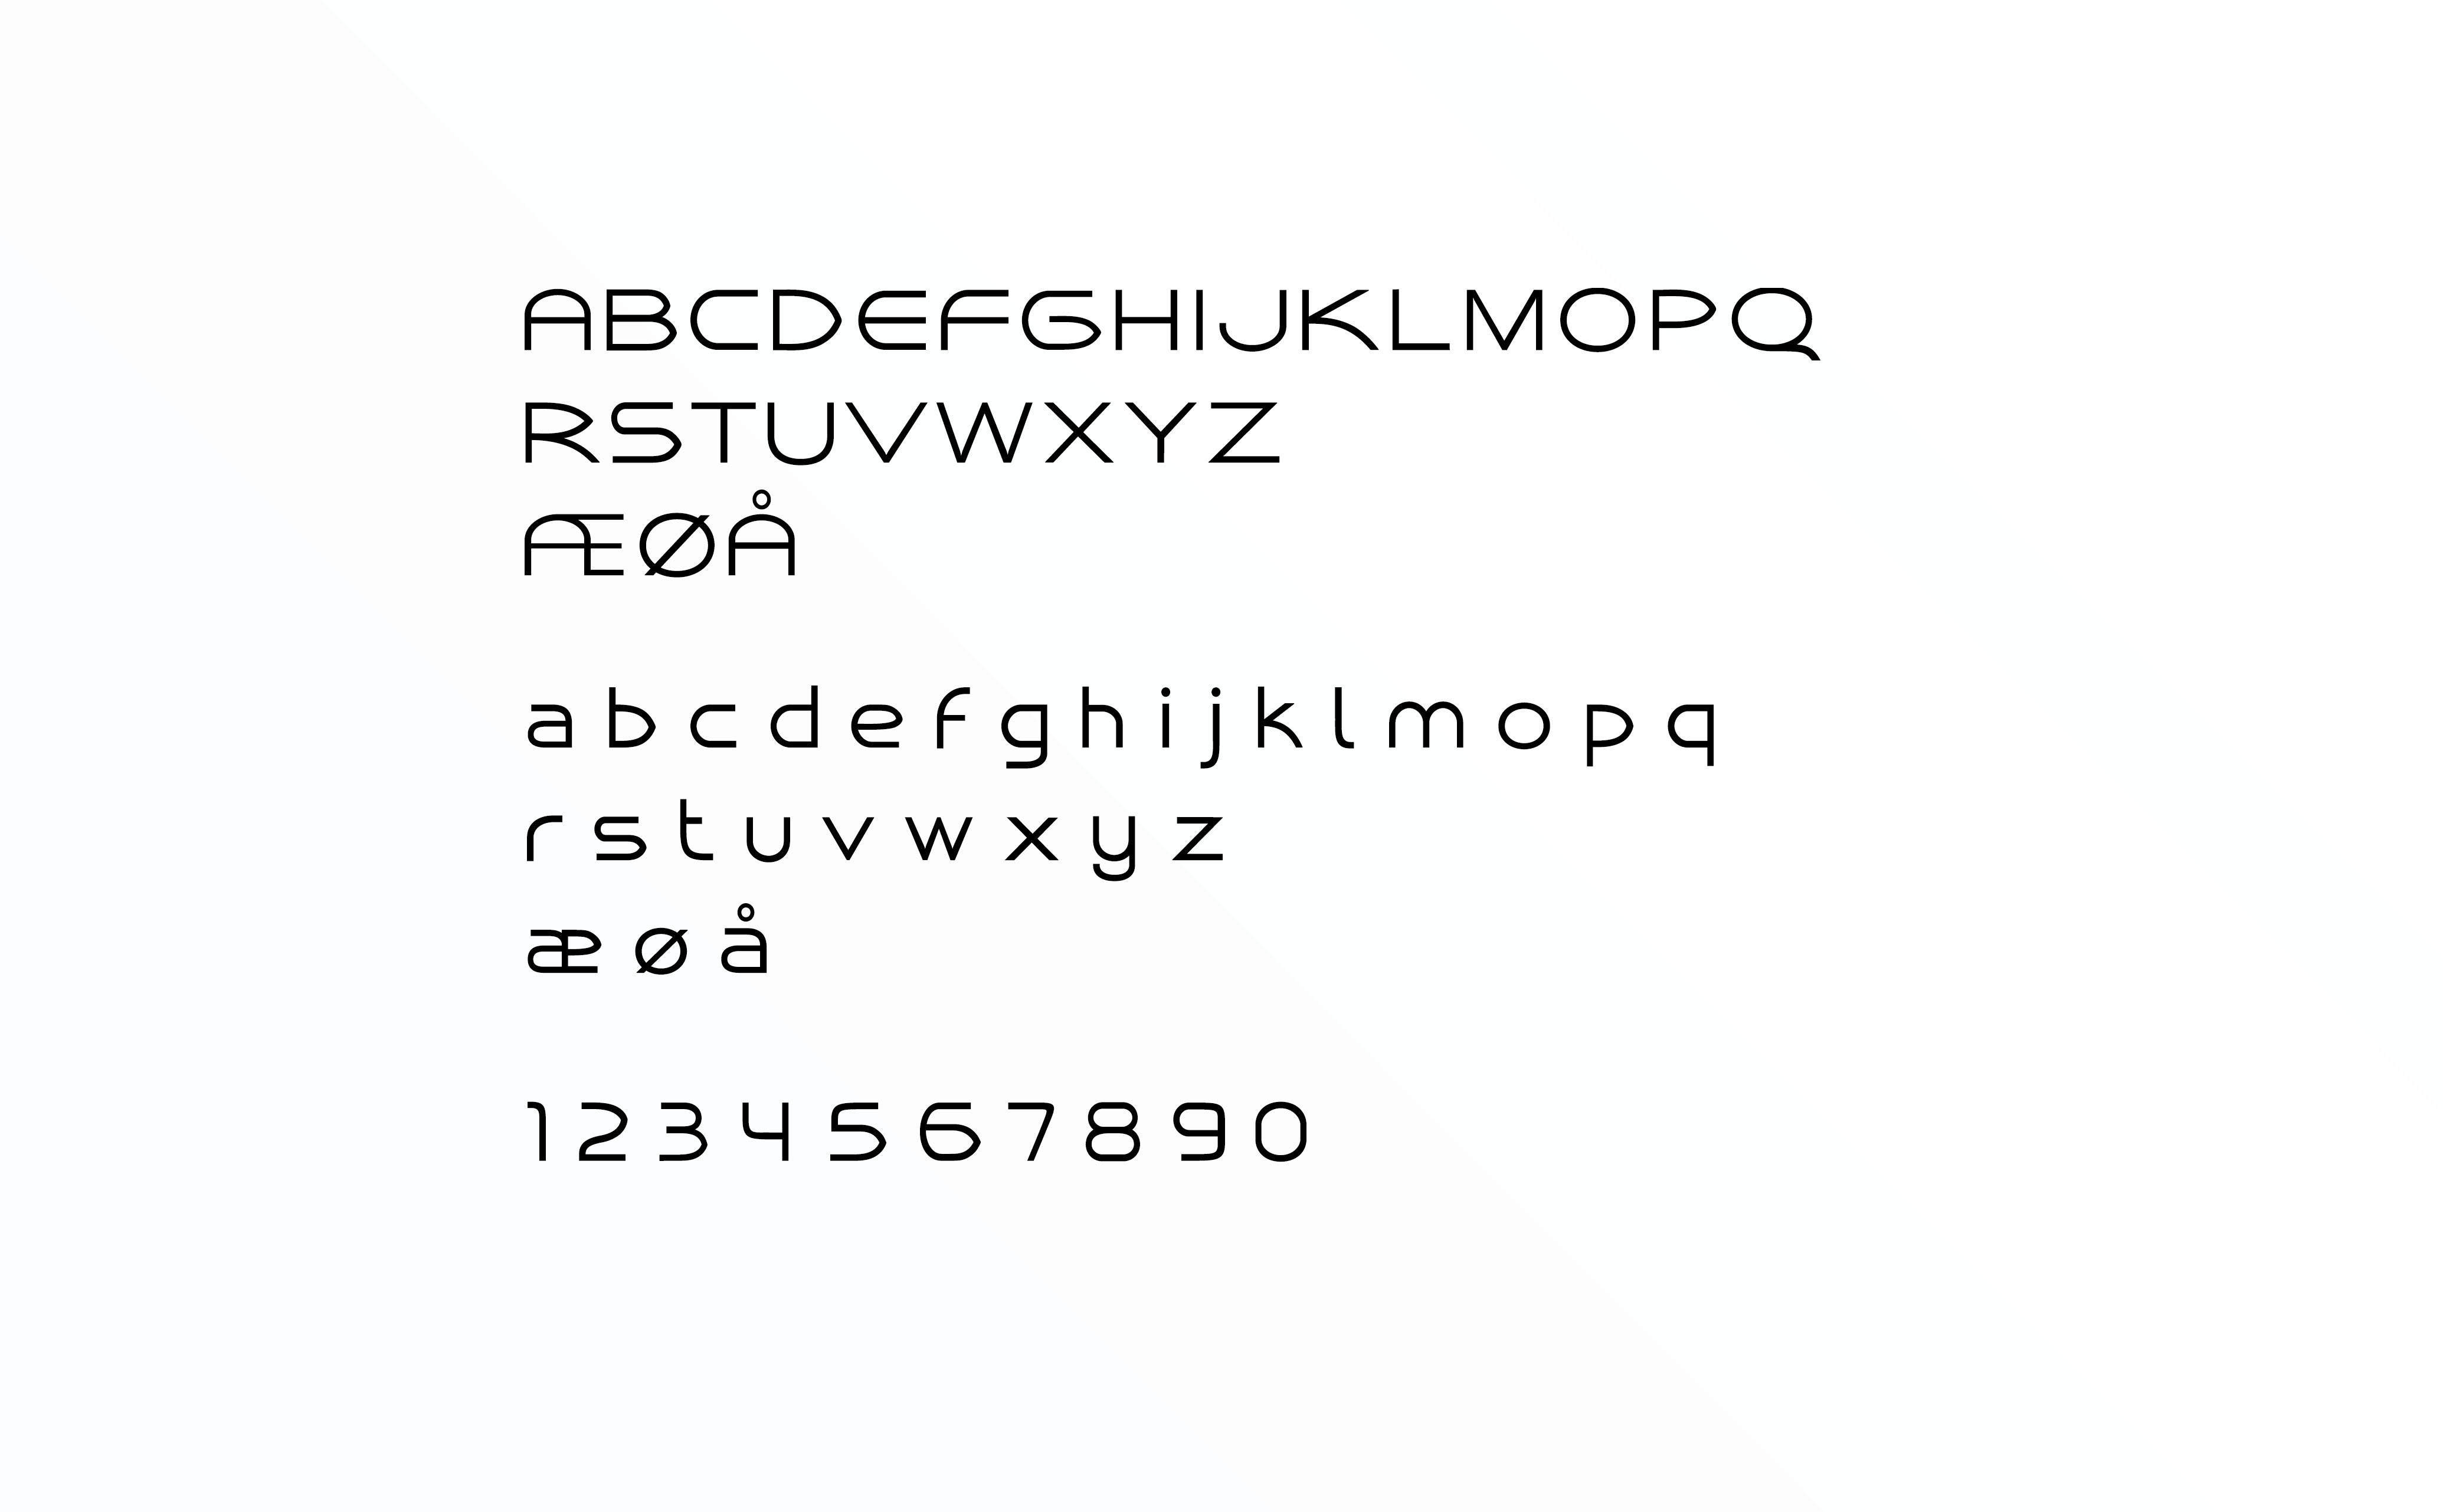 ABCDEFGHIJKLMOPQ
RSTUVWXYZ
ÆØÅ
a b c d e f g h i j k l m o p q
r s t u v w x y z
æ ø å
1 2 3 4 5 6 7 8 9 0